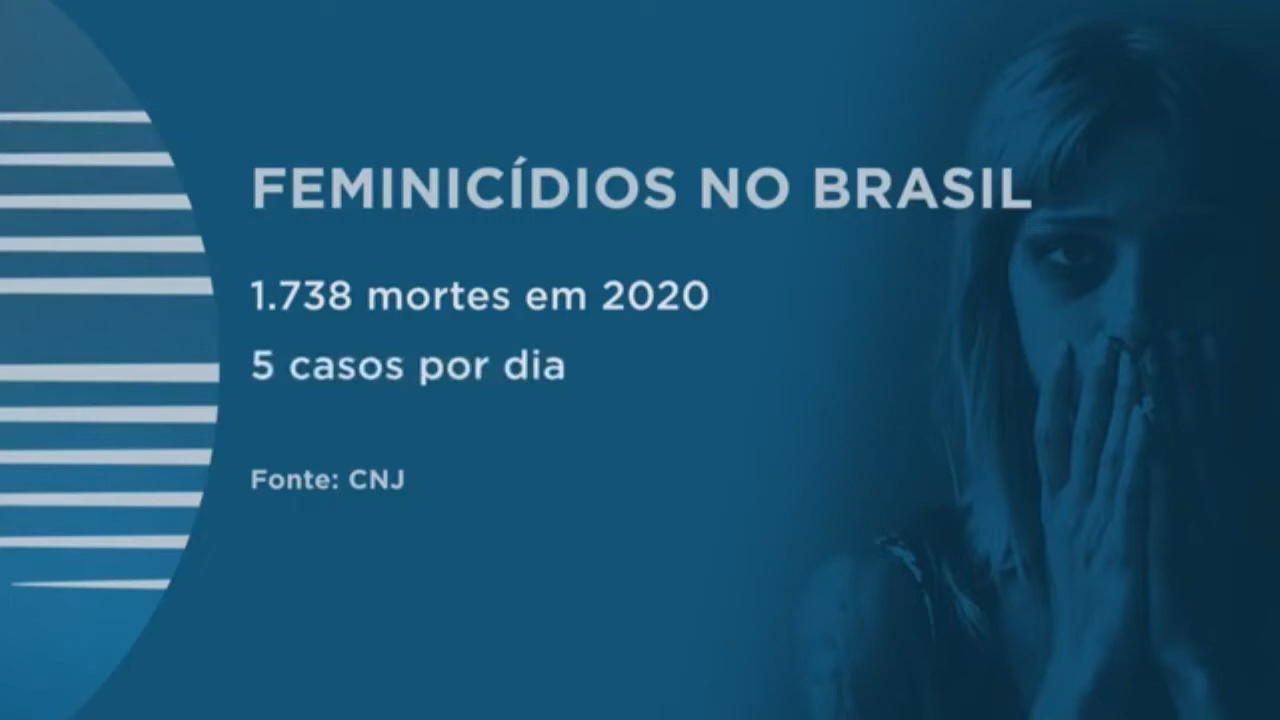 FEMINICÍDIOS NO BRASIL
1.738 mortes em 2020
5 casos por dia
Fonte: CNJ